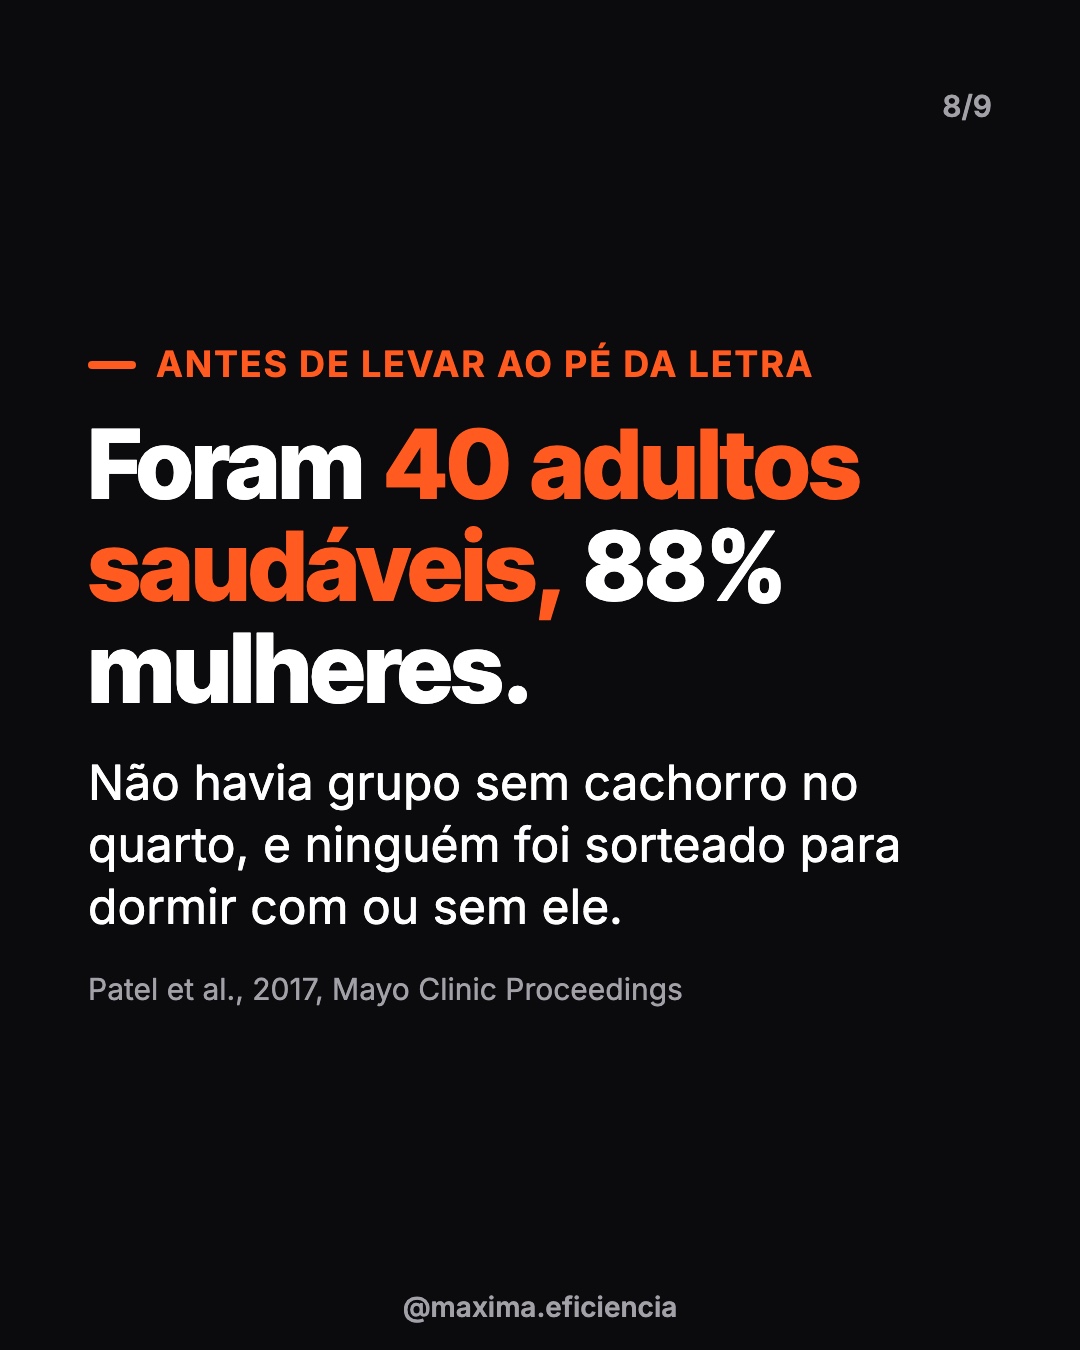 8/9
ANTES DE LEVAR AO PÉ DA LETRA
Foram 40 adultos
saudáveis, 88%
mulheres.
Não havia grupo sem cachorro no
quarto, e ninguém foi sorteado para
dormir com ou sem ele.
Patel et al., 2017, Mayo Clinic Proceedings
@maxima.eficiencia